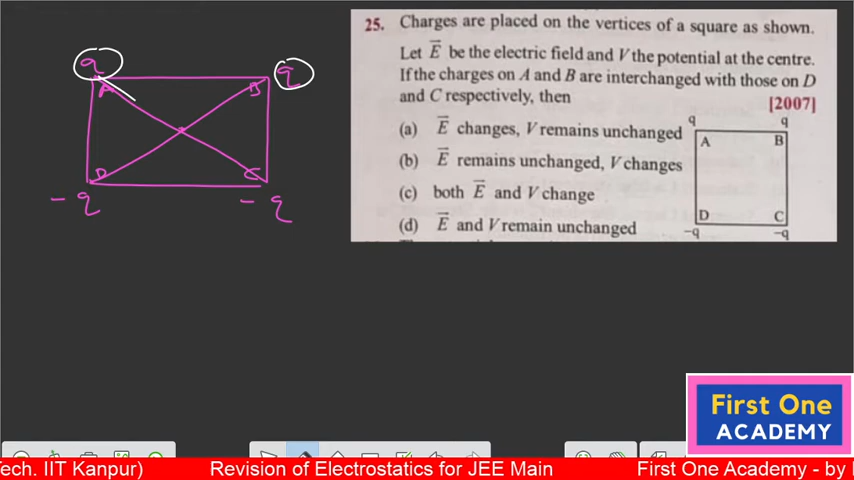 q
q
A
B
D
C
- q
- q
25. Charges are placed on the vertices of a square as shown.
Let E⃗ be the electric field and V the potential at the centre.
If the charges on A and B are interchanged with those on D
and C respectively, then
[2007]
(a) E⃗ changes, V remains unchanged
(b) E⃗ remains unchanged, V changes
(c) both E⃗ and V change
(d) E⃗ and V remain unchanged
q
q
A
B
D
C
–q
–q
First One
ACADEMY
Tech. IIT Kanpur) Revision of Electrostatics for JEE Main First One Academy - by